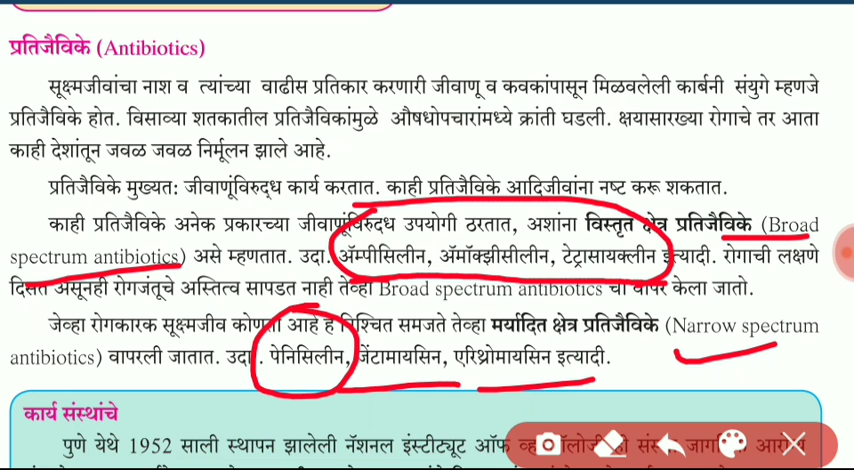 प्रतिजैविके (Antibiotics)
सूक्ष्मजीवांचा नाश व त्यांच्या वाढीस प्रतिकार करणारी जीवाणू व कवकांपासून मिळवलेली कार्बनी संयुगे म्हणजे
प्रतिजैविके होत. विसाव्या शतकातील प्रतिजैविकांमुळे औषधोपचारांमध्ये क्रांती घडली. क्षयासारख्या रोगाचे तर आता
काही देशांतून जवळ जवळ निर्मूलन झाले आहे.
प्रतिजैविके मुख्यत: जीवाणूंविरुद्ध कार्य करतात. काही प्रतिजैविके आदिजीवांना नष्ट करू शकतात.
काही प्रतिजैविके अनेक प्रकारच्या जीवाणूंविरुद्ध उपयोगी ठरतात, अशांना विस्तृत क्षेत्र प्रतिजैविके (Broad
spectrum antibiotics) असे म्हणतात. उदा. ॲम्पीसिलीन, ॲमॉक्झीसीलीन, टेट्रासायक्लीन इत्यादी. रोगाची लक्षणे
दिसत असूनही रोगजंतूचे अस्तित्व सापडत नाही तेव्हा Broad spectrum antibiotics चा वापर केला जातो.
जेव्हा रोगकारक सूक्ष्मजीव कोणता आहे हे निश्चित समजते तेव्हा मर्यादित क्षेत्र प्रतिजैविके (Narrow spectrum
antibiotics) वापरली जातात. उदा. पेनिसिलीन, जेंटामायसिन, एरिथ्रोमायसिन इत्यादी.
कार्य संस्थांचे
पुणे येथे 1952 साली स्थापन झालेली नॅशनल इंस्टीट्यूट ऑफ